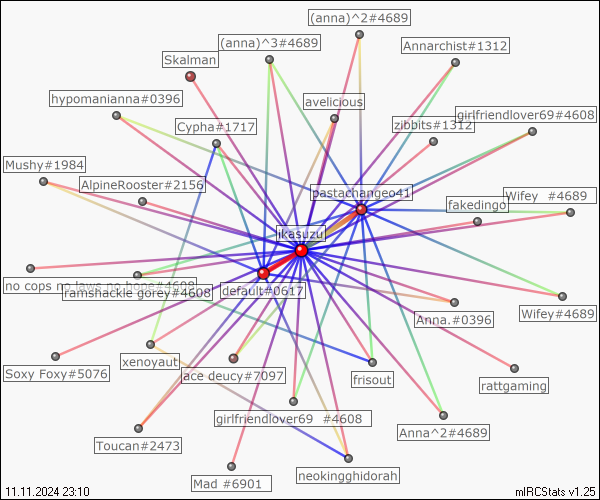 (anna)^2#4689
(anna)^3#4689
Annarchist#1312
Skalman
hypomanianna#0396
avelicious
Cypha#1717
zibbits#1312
girlfriendlover69#4608
Mushy#1984
AlpineRooster#2156
pastachangeo41
fakedingo
Wifey #4689
ikasuzu
no cops no laws no hope#4608
ramshackle gorey#4608
default#0617
Anna.#0396
Wifey#4689
Soxy Foxy#5076
xenoyaut
jace deucy#7097
frisout
rattgaming
girlfriendlover69 #4608
Anna^2#4689
Toucan#2473
Mad #6901
neokingghidorah
11.11.2024 23:10
mIRCStats v1.25